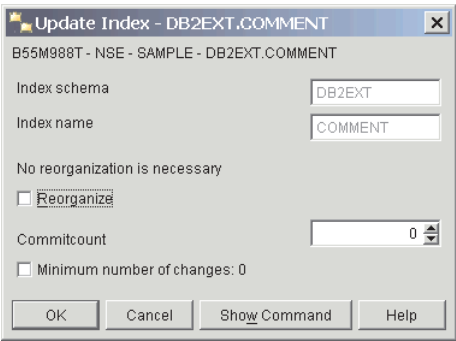 Update Index - DB2EXT.COMMENT
B55M988T - NSE - SAMPLE - DB2EXT.COMMENT
Index schema DB2EXT
Index name COMMENT
No reorganization is necessary
Reorganize
Commitcount 0
Minimum number of changes: 0
OK Cancel Show Command Help